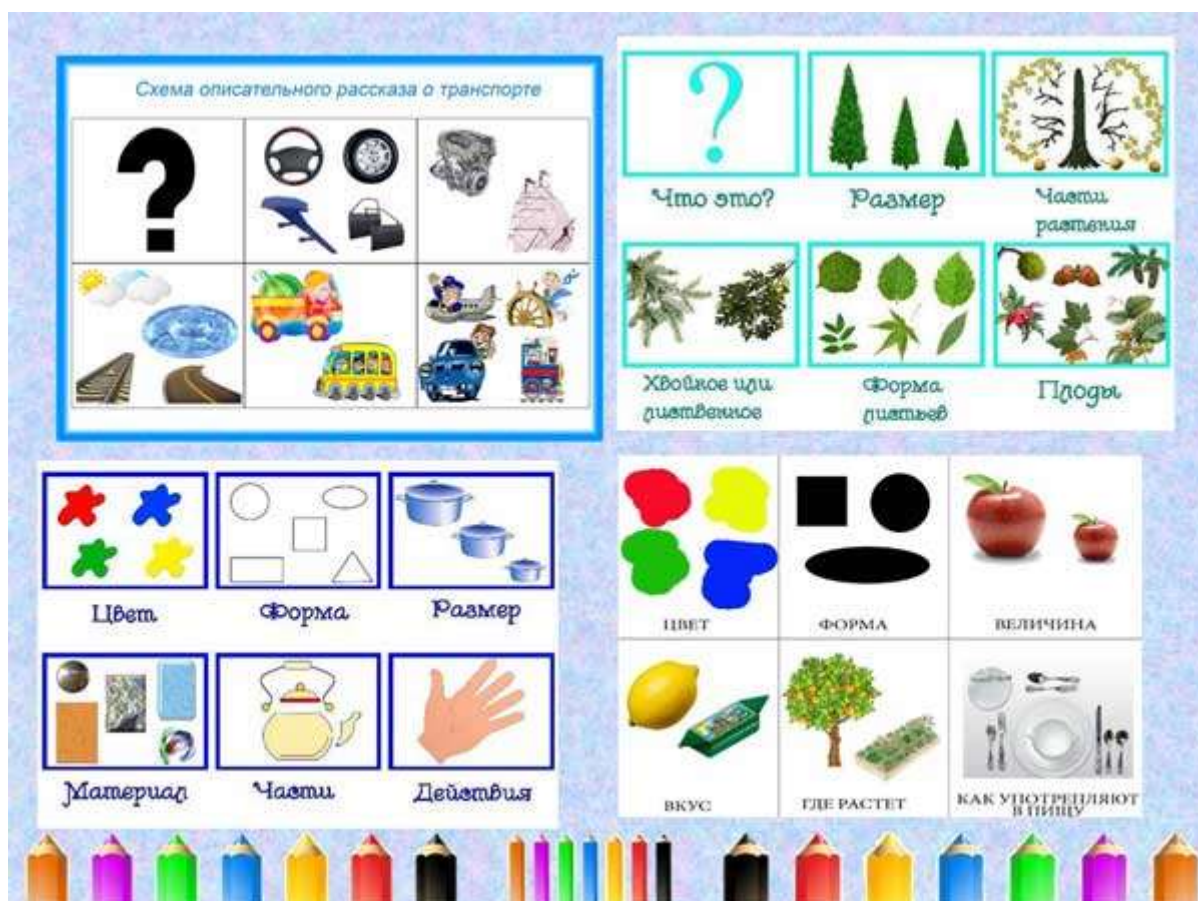 Схема описательного рассказа о транспорте
?
?
Что это?
Размер
Части
растения
Хвойное или
лиственное
Форма
листьев
Плоды
Цвет
Форма
Размер
Материал
Части
Действия
ЦВЕТ
ФОРМА
ВЕЛИЧИНА
ВКУС
ГДЕ РАСТЕТ
КАК УПОТРЕПЛЯЮТ
В ПИЩУ